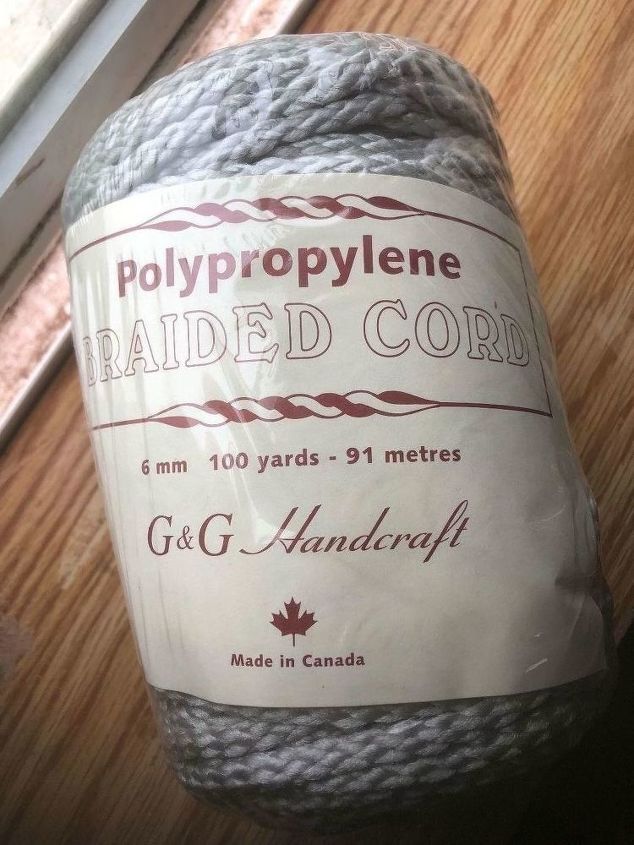 Polypropylene
BRAIDED CORD
6 mm 100 yards - 91 metres
G&G Handcraft
Made in Canada